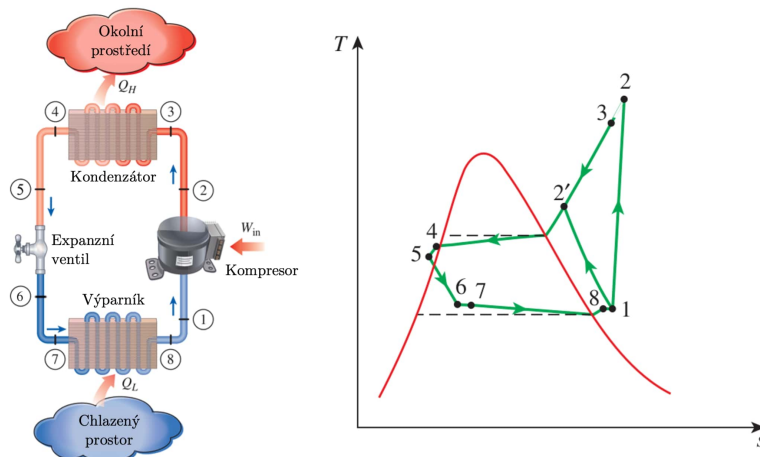 Okolní
prostředí
Q_H
4
3
Kondenzátor
5
2
Expanzní
ventil
W_in
Kompresor
6
Výparník
1
7
8
Q_L
Chlazený
prostor
T
2
3
2′
4
5
6
7
8
1
s